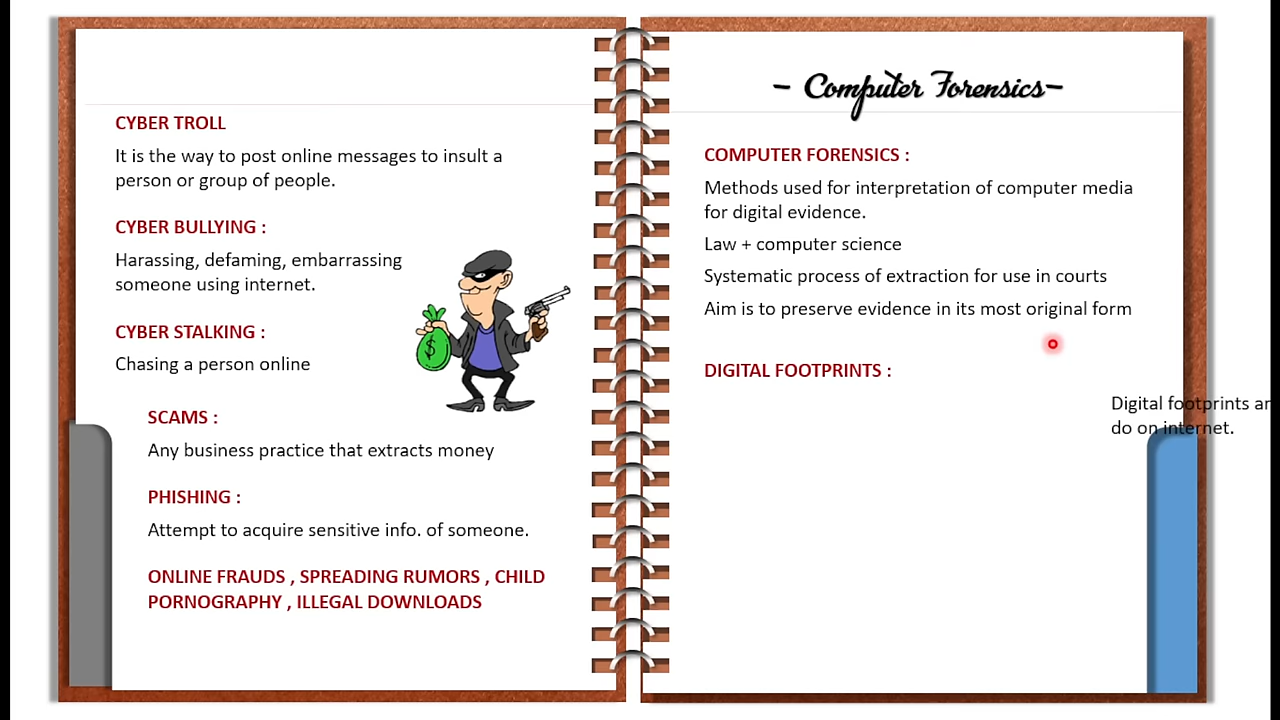 CYBER TROLL
It is the way to post online messages to insult a
person or group of people.
CYBER BULLYING :
Harassing, defaming, embarrassing
someone using internet.
CYBER STALKING :
Chasing a person online
SCAMS :
Any business practice that extracts money
PHISHING :
Attempt to acquire sensitive info. of someone.
ONLINE FRAUDS , SPREADING RUMORS , CHILD
PORNOGRAPHY , ILLEGAL DOWNLOADS
$
- Computer Forensics-
COMPUTER FORENSICS :
Methods used for interpretation of computer media
for digital evidence.
Law + computer science
Systematic process of extraction for use in courts
Aim is to preserve evidence in its most original form
DIGITAL FOOTPRINTS :
Digital footprints
do on internet.